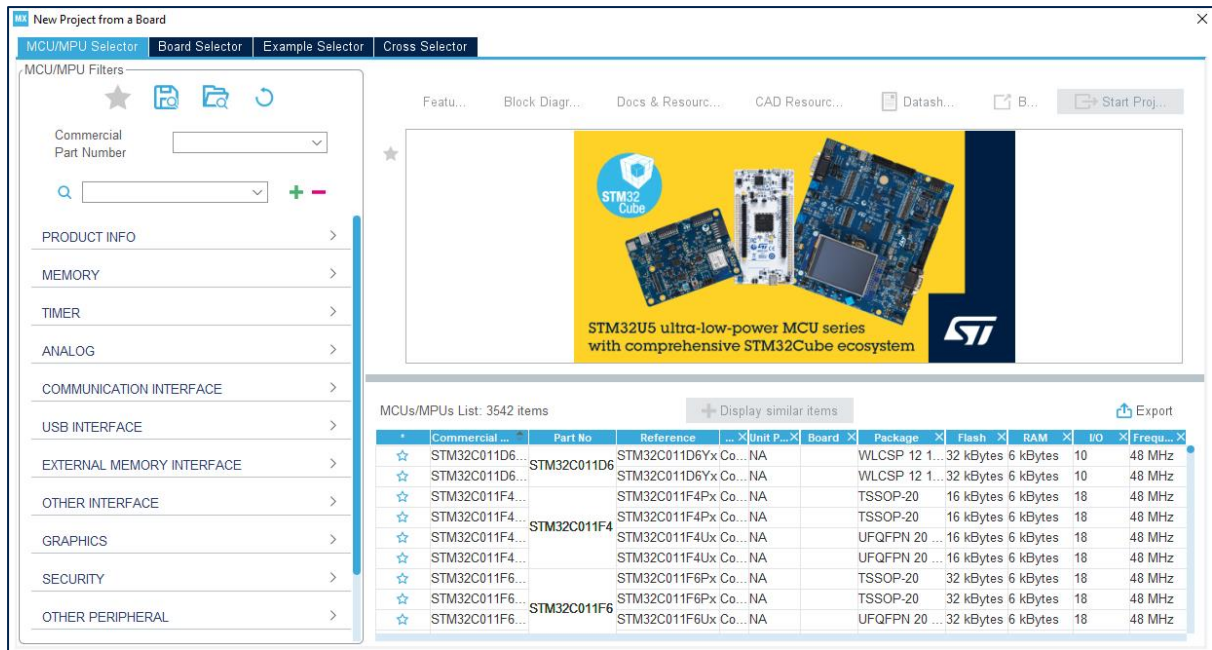 MX New Project from a Board
MCU/MPU Selector Board Selector Example Selector Cross Selector
MCU/MPU Filters
Commercial
Part Number
PRODUCT INFO
MEMORY
TIMER
ANALOG
COMMUNICATION INTERFACE
USB INTERFACE
EXTERNAL MEMORY INTERFACE
OTHER INTERFACE
GRAPHICS
SECURITY
OTHER PERIPHERAL
Featu... Block Diagr... Docs & Resourc... CAD Resourc... Datash... B... Start Proj...
STM32
Cube
STM32U5 ultra-low-power MCU series
with comprehensive STM32Cube ecosystem
ST
MCUs/MPUs List: 3542 items
Display similar items
Export
* Commercial ... Part No Reference ... Unit P... Board Package Flash RAM I/O Frequ...
STM32C011D6... STM32C011D6 STM32C011D6Yx Co... NA WLCSP 12 1... 32 kBytes 6 kBytes 10 48 MHz
STM32C011D6... STM32C011D6Yx Co... NA WLCSP 12 1... 32 kBytes 6 kBytes 10 48 MHz
STM32C011F4... STM32C011F4Px Co... NA TSSOP-20 16 kBytes 6 kBytes 18 48 MHz
STM32C011F4... STM32C011F4 STM32C011F4Px Co... NA TSSOP-20 16 kBytes 6 kBytes 18 48 MHz
STM32C011F4... STM32C011F4Ux Co... NA UFQFPN 20 ... 16 kBytes 6 kBytes 18 48 MHz
STM32C011F4... STM32C011F4Ux Co... NA UFQFPN 20 ... 16 kBytes 6 kBytes 18 48 MHz
STM32C011F6... STM32C011F6Px Co... NA TSSOP-20 32 kBytes 6 kBytes 18 48 MHz
STM32C011F6... STM32C011F6 STM32C011F6Px Co... NA TSSOP-20 32 kBytes 6 kBytes 18 48 MHz
STM32C011F6... STM32C011F6Ux Co... NA UFQFPN 20 ... 32 kBytes 6 kBytes 18 48 MHz